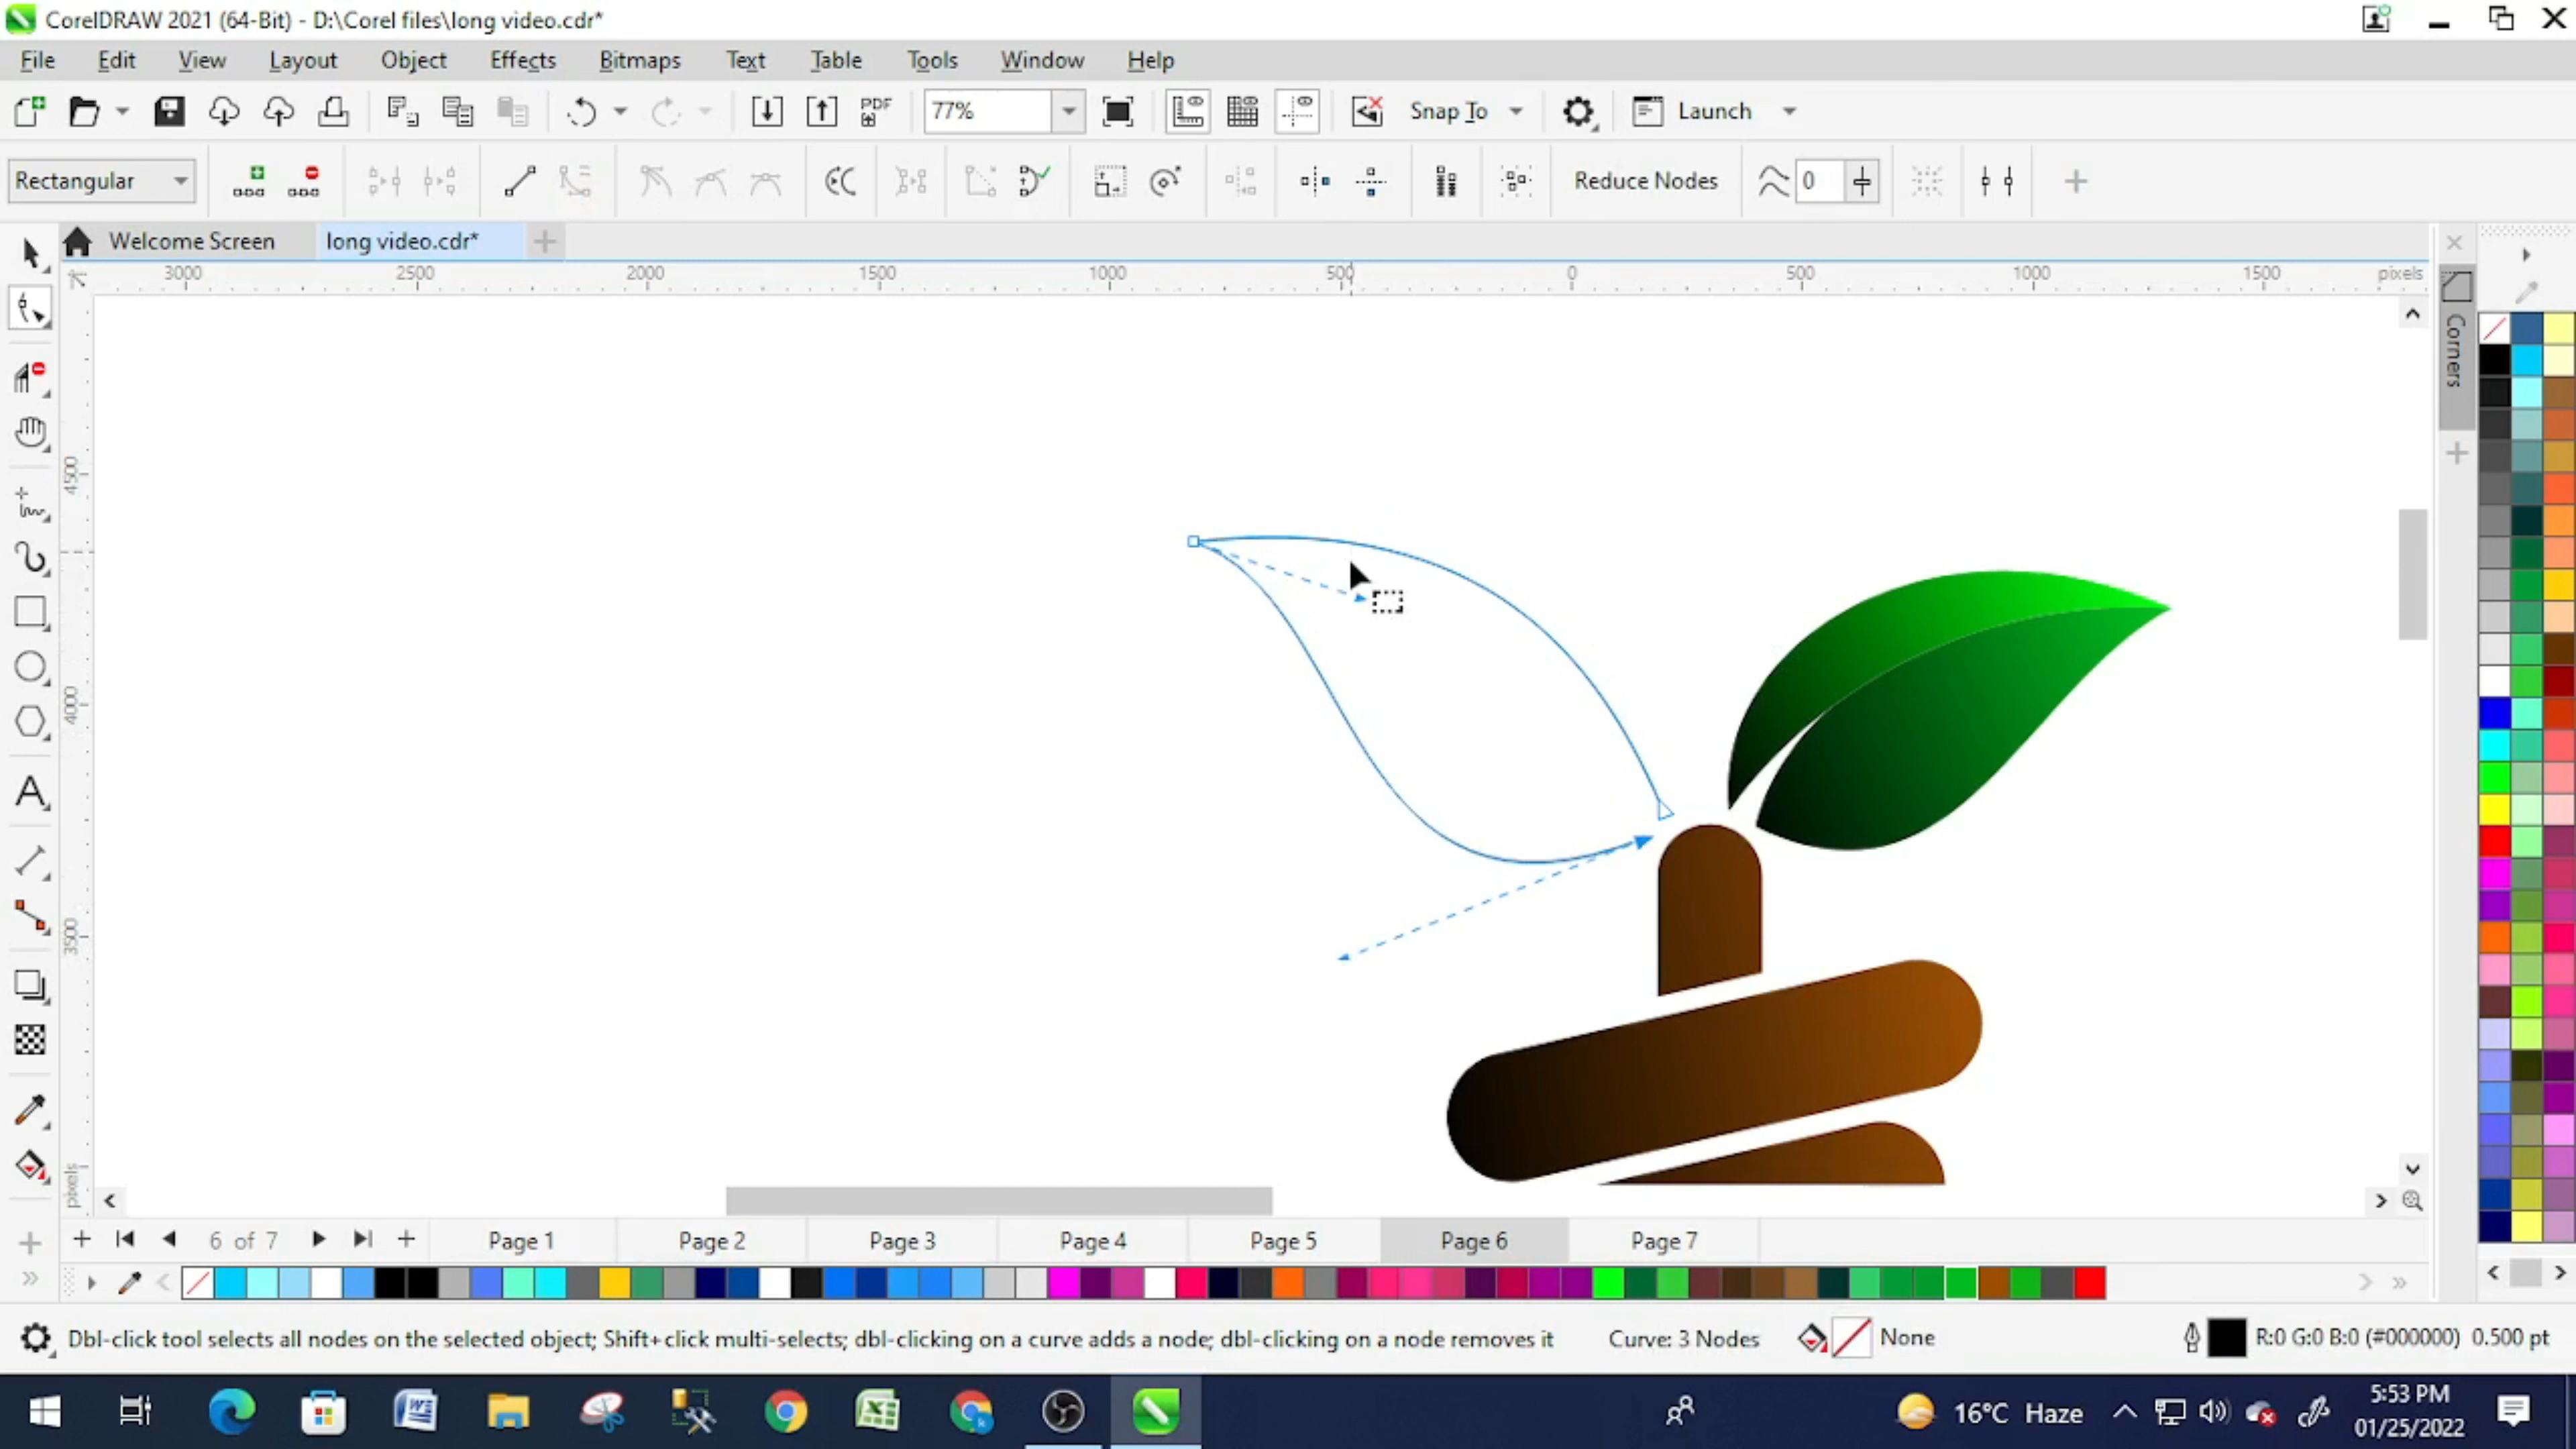 CorelDRAW 2021 (64-Bit) - D:\Corel files\long video.cdr*
File Edit View Layout Object Effects Bitmaps Text Table Tools Window Help
PDF 77% Snap To Launch
Rectangular Reduce Nodes 0
Welcome Screen long video.cdr*
3000 2500 2000 1500 1000 500 0 500 1000 1500 pixels
Corners
4500
4000
3500
pixels
6 of 7 Page 1 Page 2 Page 3 Page 4 Page 5 Page 6 Page 7
Dbl-click tool selects all nodes on the selected object; Shift+click multi-selects; dbl-clicking on a curve adds a node; dbl-clicking on a node removes it Curve: 3 Nodes None R:0 G:0 B:0 (#000000) 0.500 pt
16°C Haze 5:53 PM
01/25/2022